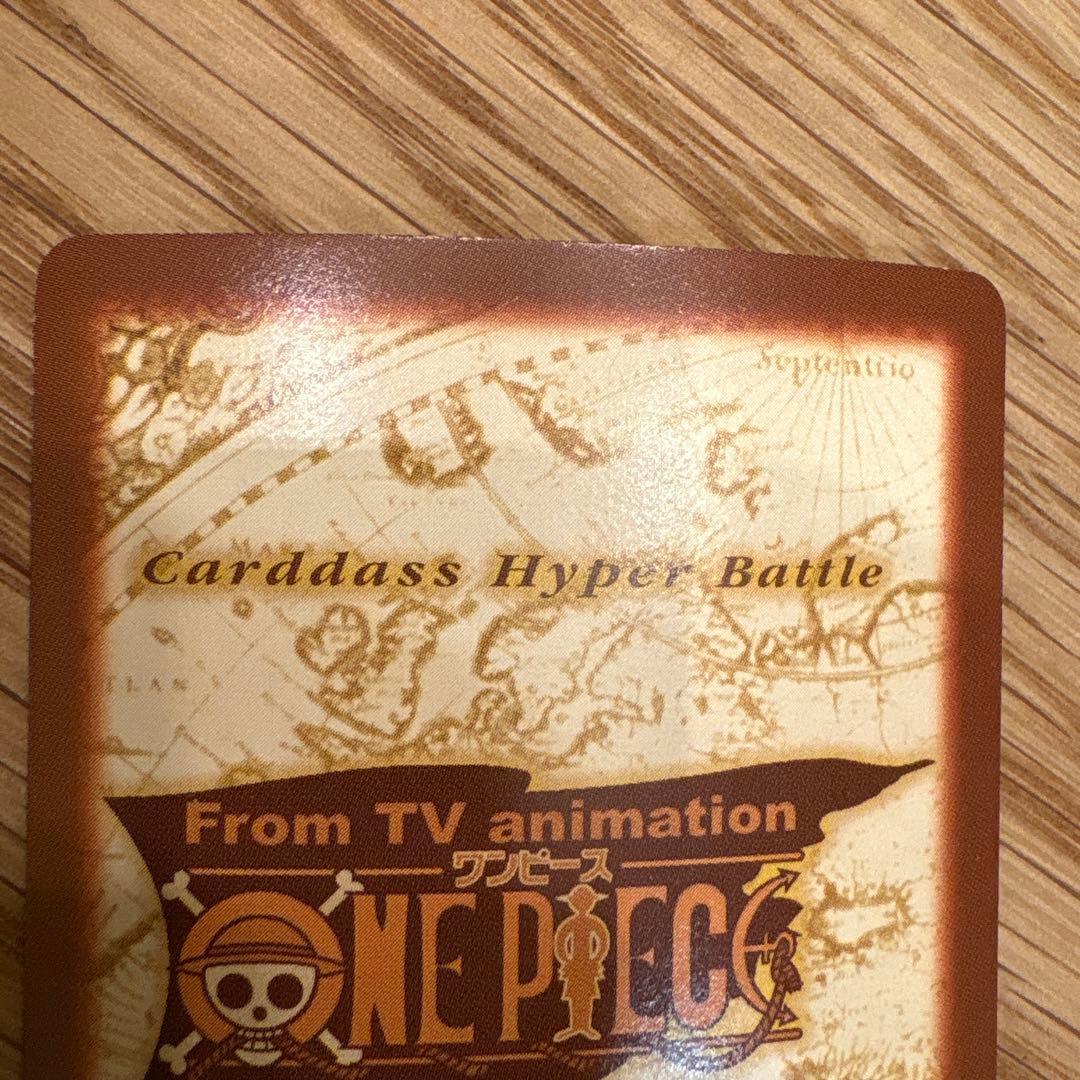 Septentrio
Carddass Hyper Battle
From TV animation
ワンピース
ONE PIECE